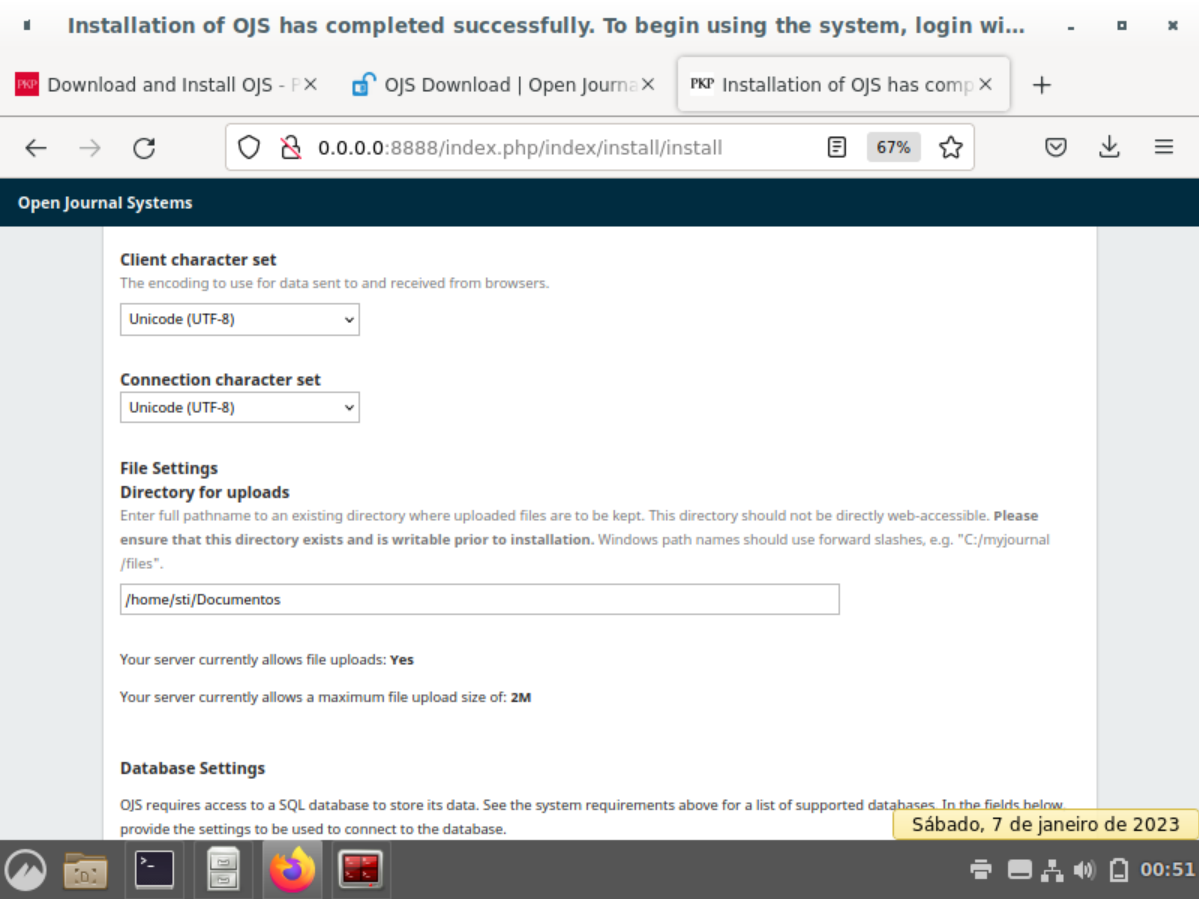 Installation of OJS has completed successfully. To begin using the system, login wi...
PKP Download and Install OJS - P
OJS Download | Open Journa
PKP Installation of OJS has comp
0.0.0.0:8888/index.php/index/install/install
67%
Open Journal Systems
Client character set
The encoding to use for data sent to and received from browsers.
Unicode (UTF-8)
Connection character set
Unicode (UTF-8)
File Settings
Directory for uploads
Enter full pathname to an existing directory where uploaded files are to be kept. This directory should not be directly web-accessible. Please
ensure that this directory exists and is writable prior to installation. Windows path names should use forward slashes, e.g. "C:/myjournal
/files".
/home/sti/Documentos
Your server currently allows file uploads: Yes
Your server currently allows a maximum file upload size of: 2M
Database Settings
OJS requires access to a SQL database to store its data. See the system requirements above for a list of supported databases. In the fields below,
provide the settings to be used to connect to the database.
Sábado, 7 de janeiro de 2023
00:51